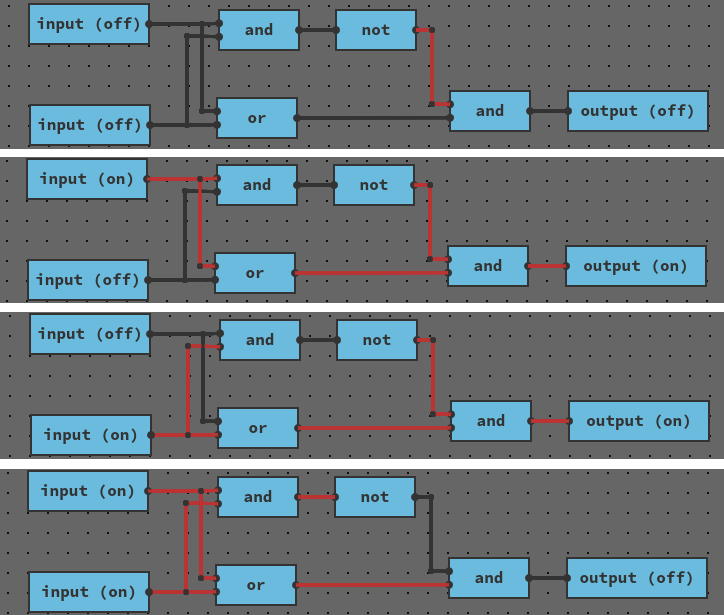 input (off)
and
not
input (off)
or
and
output (off)
input (on)
and
not
input (off)
or
and
output (on)
input (off)
and
not
input (on)
or
and
output (on)
input (on)
and
not
input (on)
or
and
output (off)